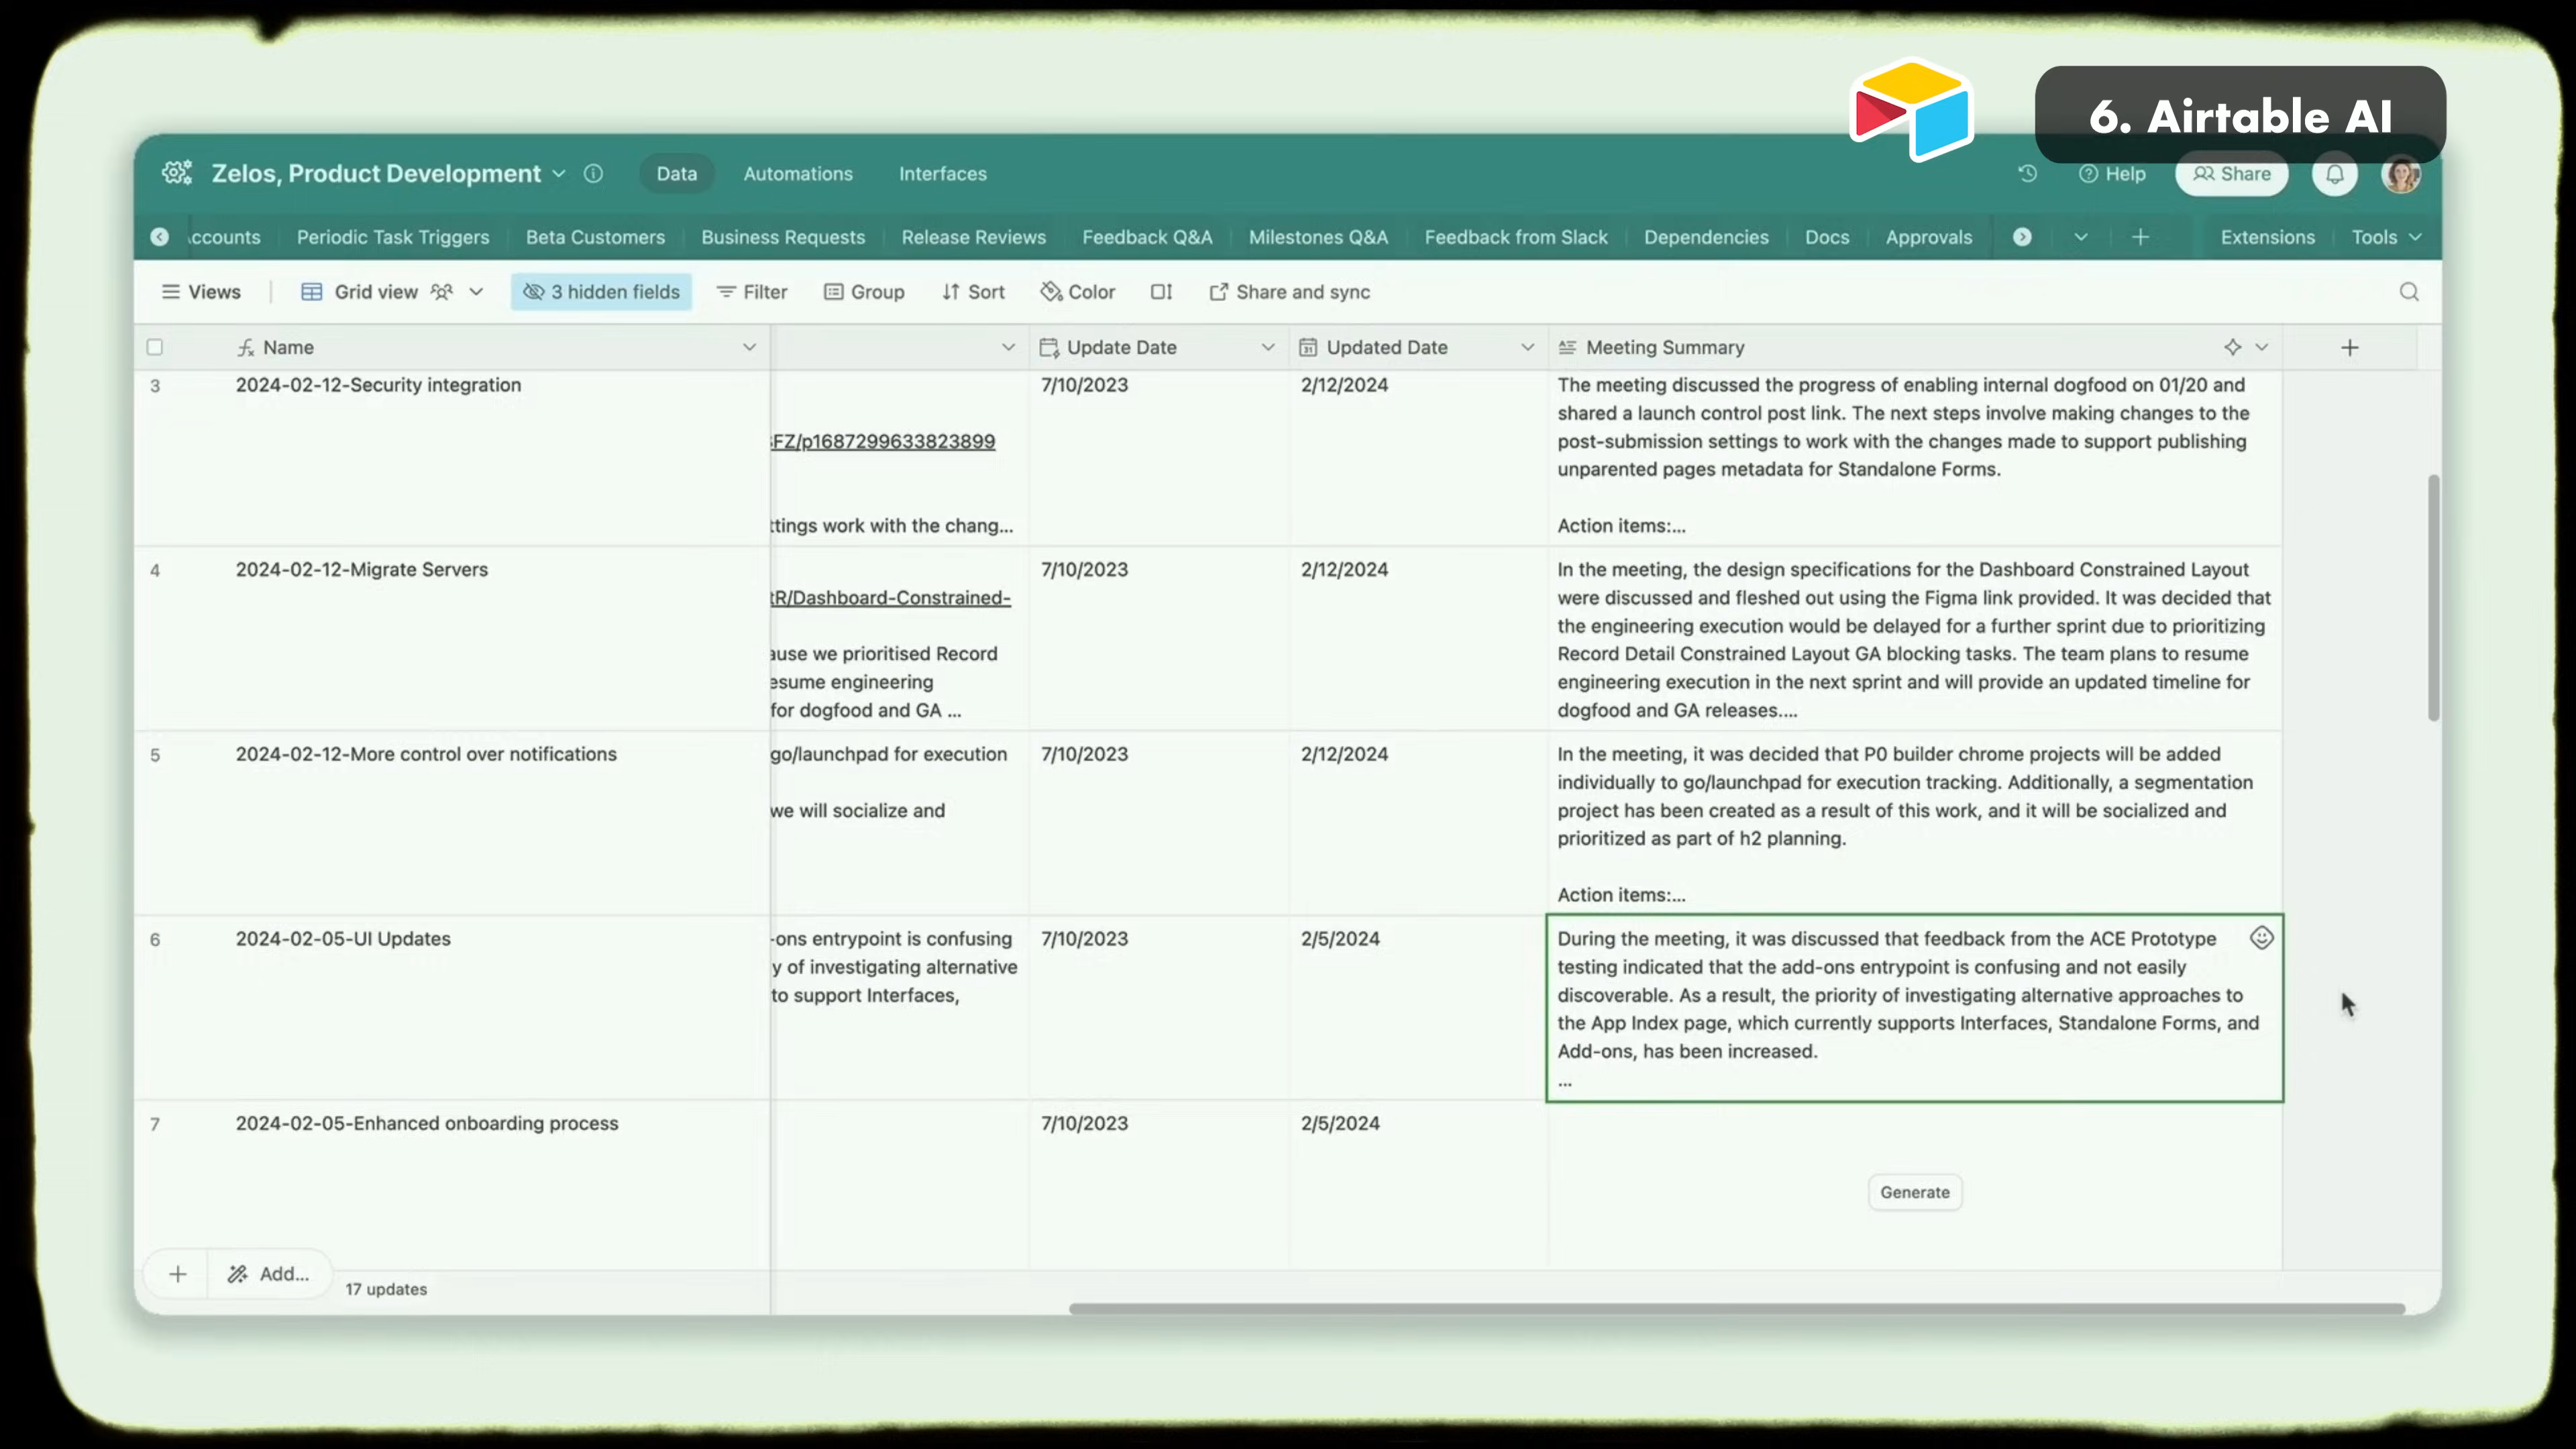 6. Airtable AI
Zelos, Product Development
Data
Automations
Interfaces
Help
Share
ccounts
Periodic Task Triggers
Beta Customers
Business Requests
Release Reviews
Feedback Q&A
Milestones Q&A
Feedback from Slack
Dependencies
Docs
Approvals
Extensions
Tools
Views
Grid view
3 hidden fields
Filter
Group
Sort
Color
Share and sync
Name
Update Date
31 Updated Date
Meeting Summary
3
2024-02-12-Security integration
FZ/p1687299633823899
ttings work with the chang...
7/10/2023
2/12/2024
The meeting discussed the progress of enabling internal dogfood on 01/20 and
shared a launch control post link. The next steps involve making changes to the
post-submission settings to work with the changes made to support publishing
unparented pages metadata for Standalone Forms.
Action items:...
4
2024-02-12-Migrate Servers
tR/Dashboard-Constrained-
ause we prioritised Record
esume engineering
for dogfood and GA ...
7/10/2023
2/12/2024
In the meeting, the design specifications for the Dashboard Constrained Layout
were discussed and fleshed out using the Figma link provided. It was decided that
the engineering execution would be delayed for a further sprint due to prioritizing
Record Detail Constrained Layout GA blocking tasks. The team plans to resume
engineering execution in the next sprint and will provide an updated timeline for
dogfood and GA releases....
5
2024-02-12-More control over notifications
go/launchpad for execution
we will socialize and
7/10/2023
2/12/2024
In the meeting, it was decided that P0 builder chrome projects will be added
individually to go/launchpad for execution tracking. Additionally, a segmentation
project has been created as a result of this work, and it will be socialized and
prioritized as part of h2 planning.
Action items:...
6
2024-02-05-UI Updates
-ons entrypoint is confusing
y of investigating alternative
to support Interfaces,
7/10/2023
2/5/2024
During the meeting, it was discussed that feedback from the ACE Prototype
testing indicated that the add-ons entrypoint is confusing and not easily
discoverable. As a result, the priority of investigating alternative approaches to
the App Index page, which currently supports Interfaces, Standalone Forms, and
Add-ons, has been increased.
...
7
2024-02-05-Enhanced onboarding process
7/10/2023
2/5/2024
Generate
Add...
17 updates